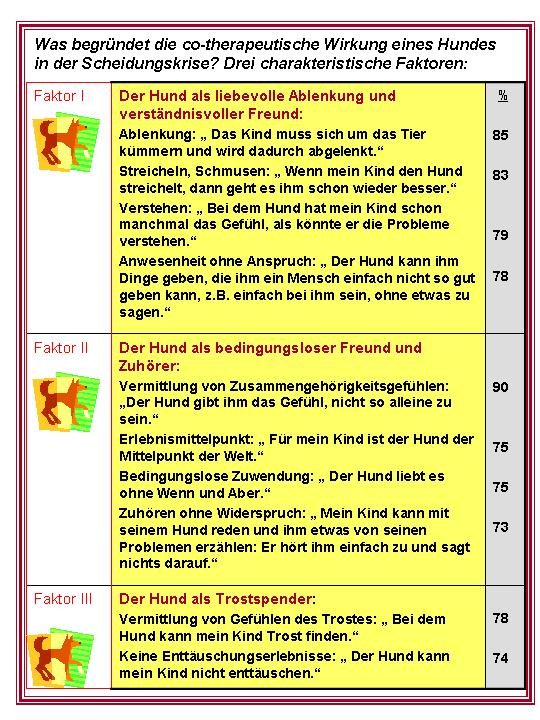 Was begründet die co-therapeutische Wirkung eines Hundes
in der Scheidungskrise? Drei charakteristische Faktoren:
Faktor I
Der Hund als liebevolle Ablenkung und
verständnisvoller Freund:
%
Ablenkung: „ Das Kind muss sich um das Tier
kümmern und wird dadurch abgelenkt.“
85
Streicheln, Schmusen: „ Wenn mein Kind den Hund
streichelt, dann geht es ihm schon wieder besser.“
83
Verstehen: „ Bei dem Hund hat mein Kind schon
manchmal das Gefühl, als könnte er die Probleme
verstehen.“
79
Anwesenheit ohne Anspruch: „ Der Hund kann ihm
Dinge geben, die ihm ein Mensch einfach nicht so gut
geben kann, z.B. einfach bei ihm sein, ohne etwas zu
sagen.“
78
Faktor II
Der Hund als bedingungsloser Freund und
Zuhörer:
Vermittlung von Zusammengehörigkeitsgefühlen:
„Der Hund gibt ihm das Gefühl, nicht so alleine zu
sein.“
90
Erlebnismittelpunkt: „ Für mein Kind ist der Hund der
Mittelpunkt der Welt.“
75
Bedingungslose Zuwendung: „ Der Hund liebt es
ohne Wenn und Aber.“
75
Zuhören ohne Widerspruch: „ Mein Kind kann mit
seinem Hund reden und ihm etwas von seinen
Problemen erzählen: Er hört ihm einfach zu und sagt
nichts darauf.“
73
Faktor III
Der Hund als Trostspender:
Vermittlung von Gefühlen des Trostes: „ Bei dem
Hund kann mein Kind Trost finden.“
78
Keine Enttäuschungserlebnisse: „ Der Hund kann
mein Kind nicht enttäuschen.“
74